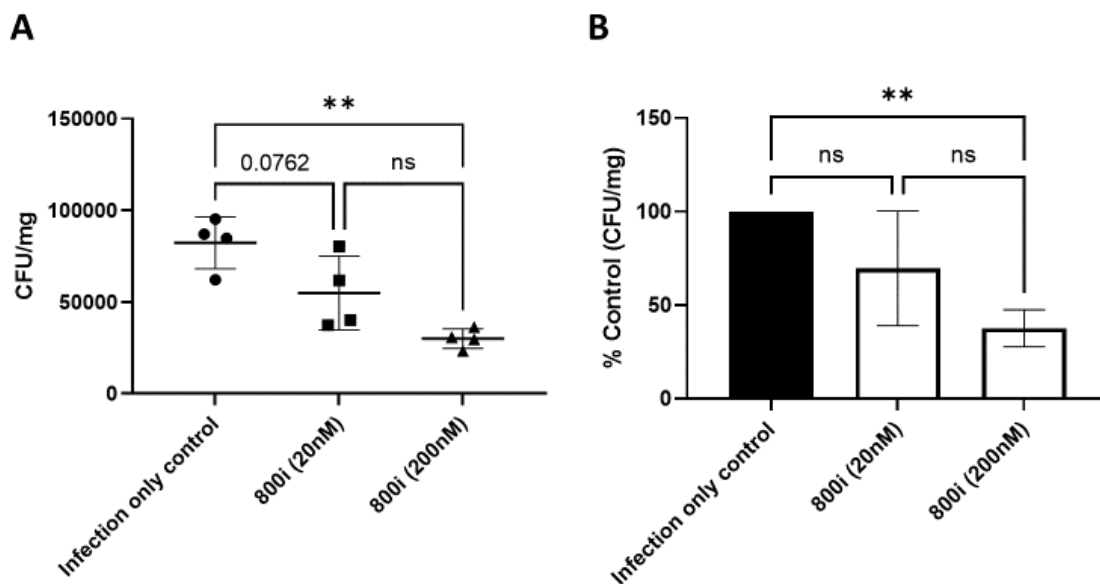 A
CFU/mg
150000
100000
50000
0
**
0.0762
ns
Infection only control
800i (20nM)
800i (200nM)
B
% Control (CFU/mg)
150
100
50
0
**
ns
ns
Infection only control
800i (20nM)
800i (200nM)